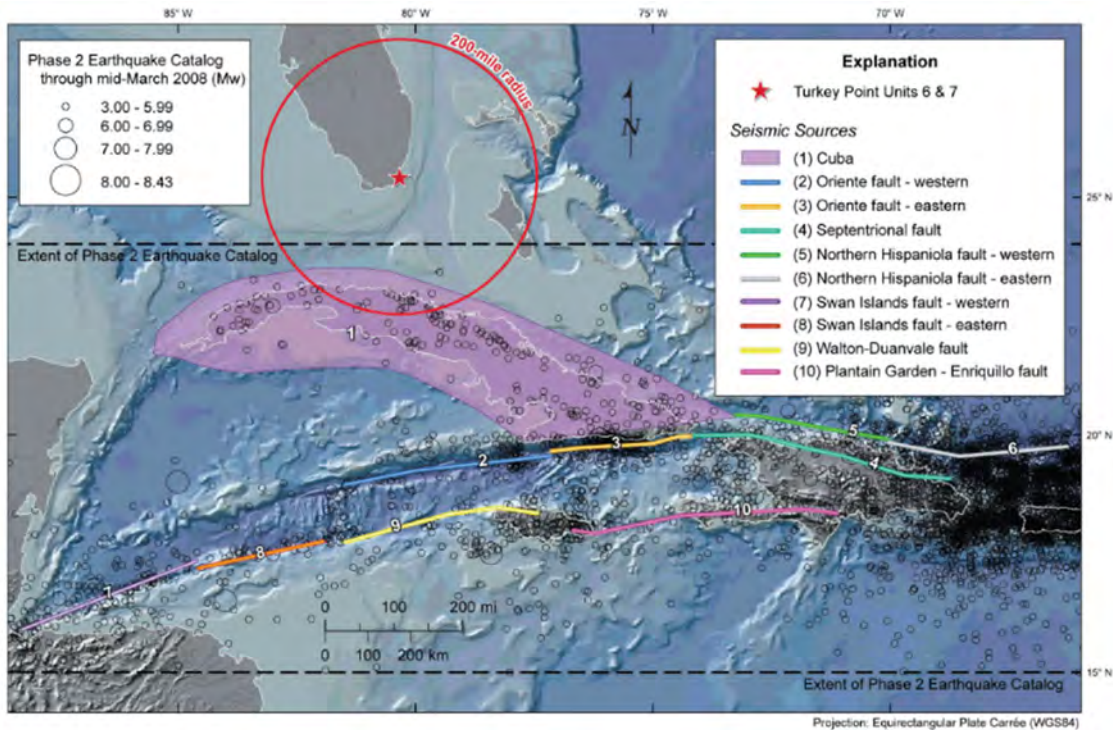 85° W
80° W
75° W
70° W
Phase 2 Earthquake Catalog
through mid-March 2008 (Mw)
3.00 - 5.99
6.00 - 6.99
7.00 - 7.99
8.00 - 8.43
200-mile radius
N
Explanation
Turkey Point Units 6 & 7
Seismic Sources
(1) Cuba
(2) Oriente fault - western
(3) Oriente fault - eastern
(4) Septentrional fault
(5) Northern Hispaniola fault - western
(6) Northern Hispaniola fault - eastern
(7) Swan Islands fault - western
(8) Swan Islands fault - eastern
(9) Walton-Duanvale fault
(10) Plantain Garden - Enriquillo fault
25° N
Extent of Phase 2 Earthquake Catalog
1
20° N
5
6
3
2
4
10
9
8
7
0 100 200 mi
0 100 200 km
15° N
Extent of Phase 2 Earthquake Catalog
Projection: Equirectangular Plate Carrée (WGS84)